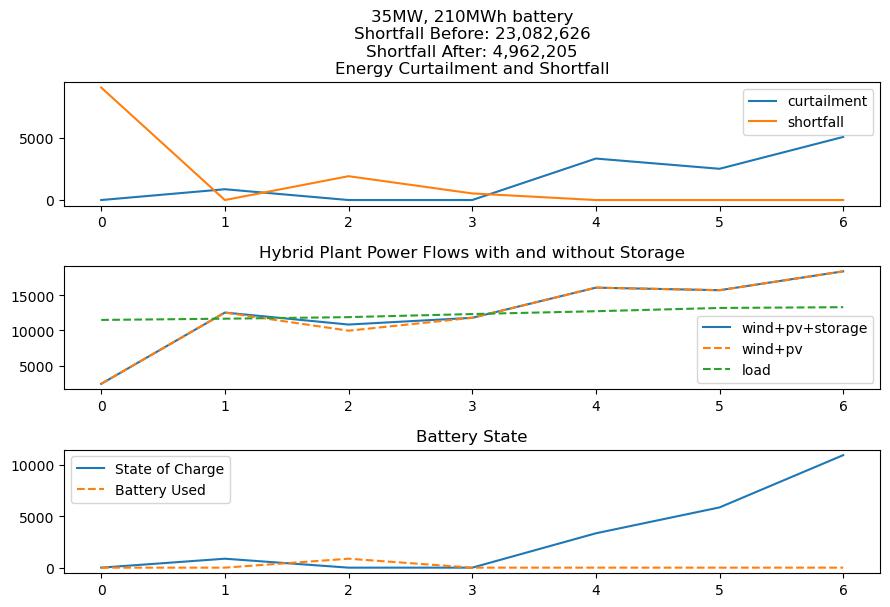 35MW, 210MWh battery
Shortfall Before: 23,082,626
Shortfall After: 4,962,205
Energy Curtailment and Shortfall
curtailment
shortfall
5000
0
0 1 2 3 4 5 6
Hybrid Plant Power Flows with and without Storage
15000
10000
5000
wind+pv+storage
wind+pv
load
0 1 2 3 4 5 6
Battery State
State of Charge
Battery Used
10000
5000
0
0 1 2 3 4 5 6